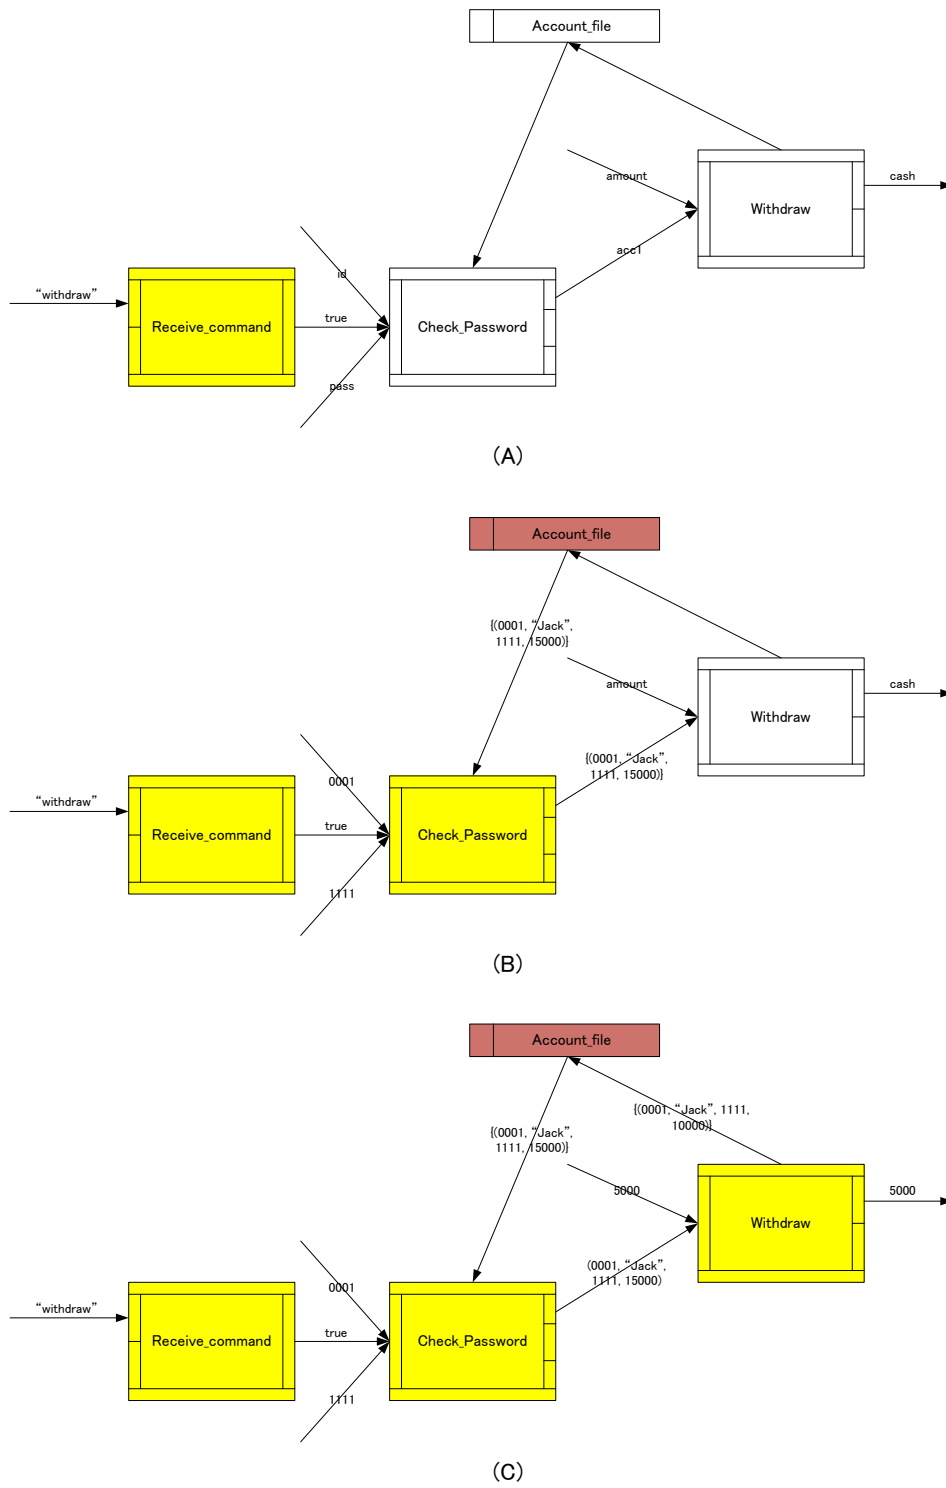 Account_file
amount
cash
Withdraw
id
acc1
"withdraw"
Receive_command
true
Check_Password
pass
(A)
Account_file
{(0001, “Jack”,
1111, 15000)}
amount
cash
Withdraw
0001
{(0001, “Jack”,
1111, 15000)}
“withdraw”
Receive_command
true
Check_Password
1111
(B)
Account_file
{(0001, “Jack”, 1111,
10000)}
{(0001, “Jack”,
1111, 15000)}
5000
5000
Withdraw
0001
(0001, “Jack”,
1111, 15000)
“withdraw”
Receive_command
true
Check_Password
1111
(C)